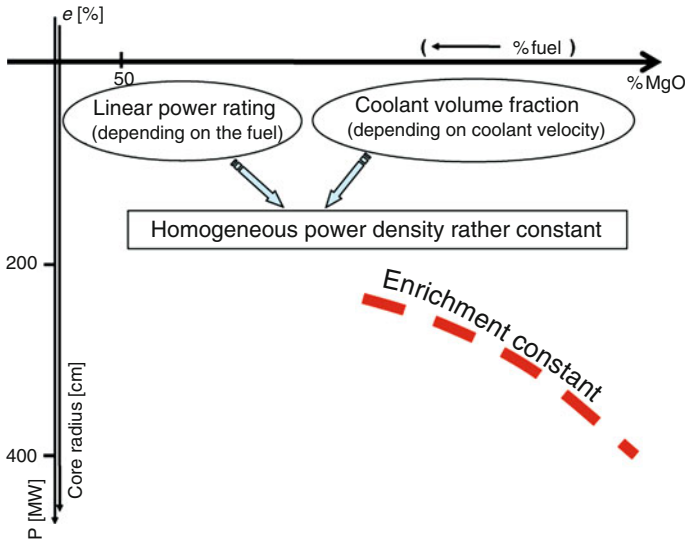 e [%]
( %fuel )
50
%MgO
Linear power rating
(depending on the fuel)
Coolant volume fraction
(depending on coolant velocity)
Homogeneous power density rather constant
200
Enrichment constant
400
P [MW]
Core radius [cm]